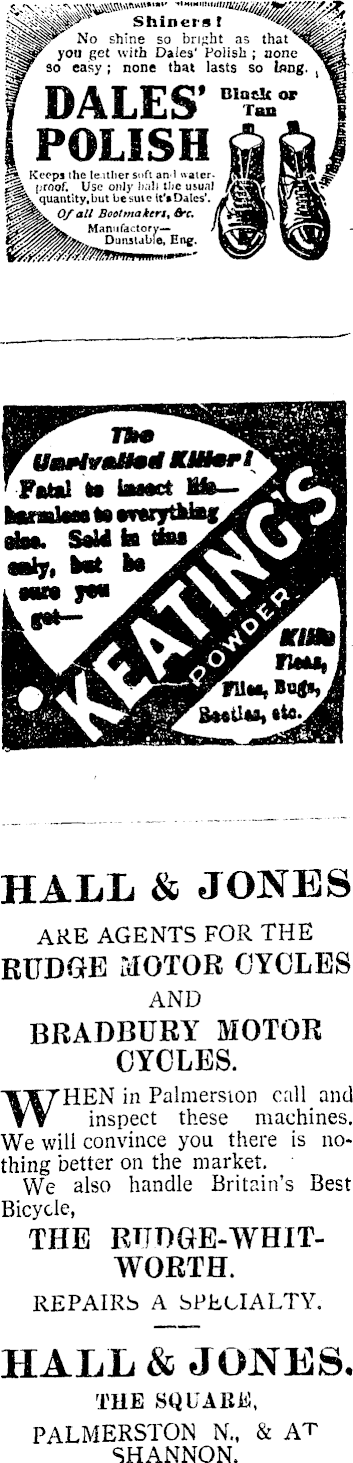 Shiners!
No shine so bright as that
you get with Dales' Polish; none
so easy; none that lasts so long.
DALES'
POLISH
Black or
Tan
Keeps the leather soft and water-
proof. Use only half the usual
quantity, but be sure it's Dales'.
Of all Bootmakers, &c.
Manufactory—
Dunstable, Eng.
The
Unrivalled Killer!
Fatal to insect life—
harmless to everything
else. Sold in tins
only, but be
sure you
get—
KEATING'S
POWDER
Kills
Fleas,
Flies, Bugs,
Beetles, etc.
HALL & JONES
ARE AGENTS FOR THE
RUDGE MOTOR CYCLES
AND
BRADBURY MOTOR
CYCLES.
WHEN in Palmerston call and
inspect these machines.
We will convince you there is no-
thing better on the market.
We also handle Britain's Best
Bicycle,
THE RUDGE-WHIT-
WORTH.
REPAIRS A SPECIALTY.
HALL & JONES.
THE SQUARE,
PALMERSTON N., & AT
SHANNON.